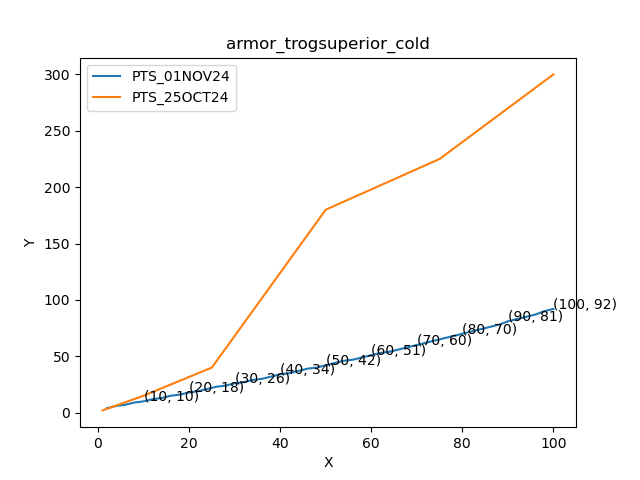 armor_trogsuperior_cold
PTS_01NOV24
PTS_25OCT24
300
250
200
150
100
50
0
Y
(100, 92)
(90, 81)
(80, 70)
(70, 60)
(60, 51)
(50, 42)
(40, 34)
(30, 26)
(20, 18)
(10, 10)
0 20 40 60 80 100
X